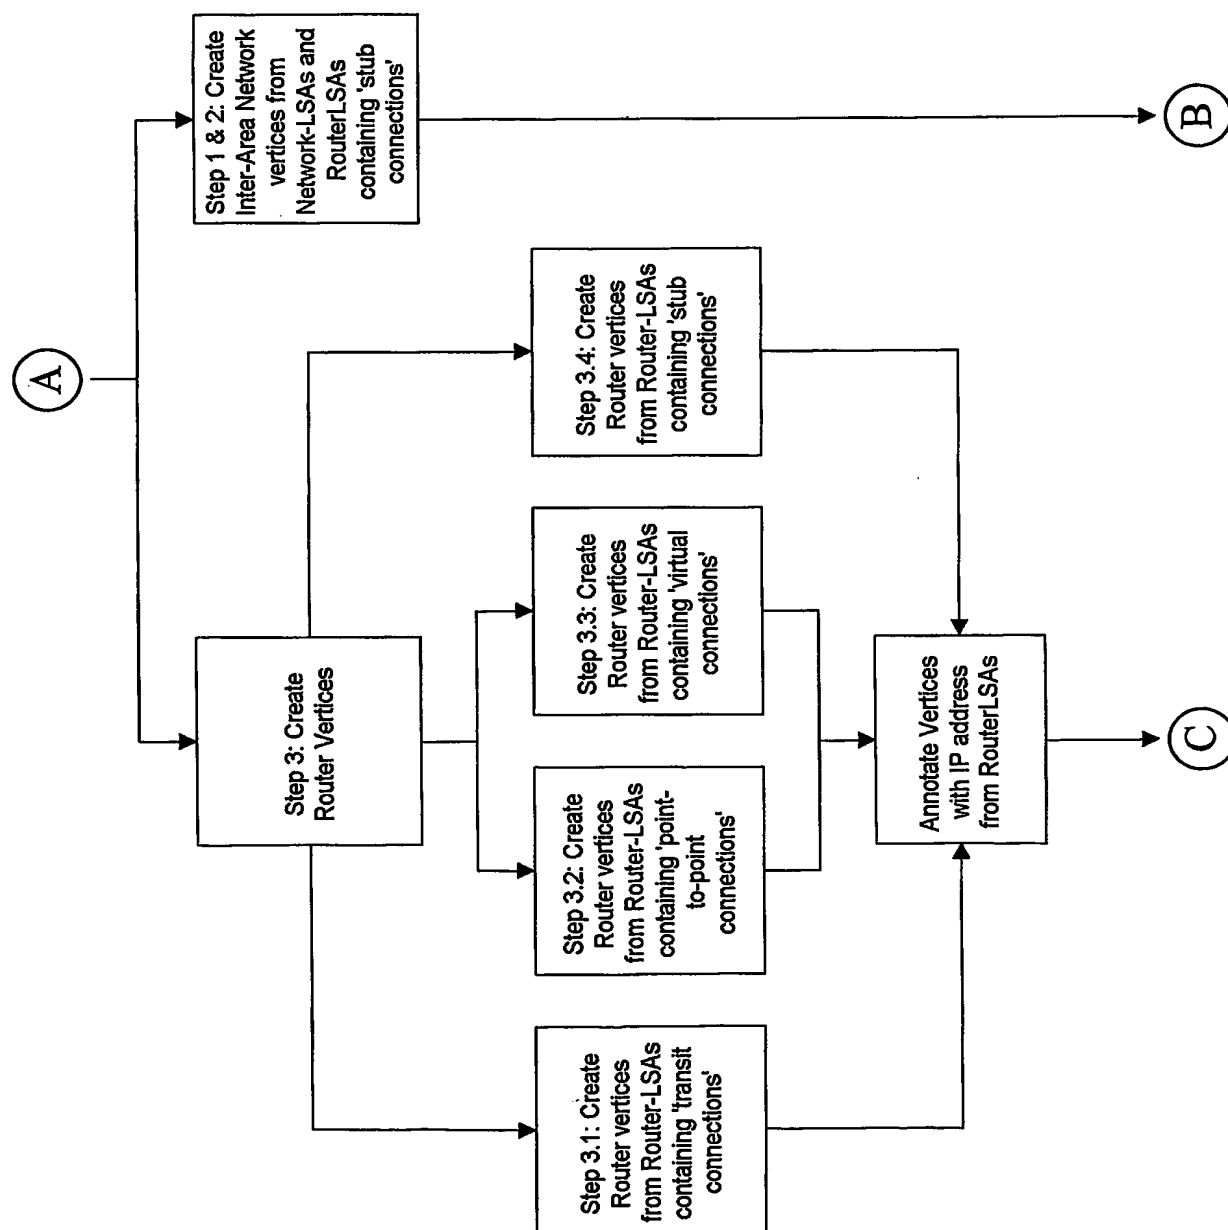 A
Step 1 & 2: Create
Inter-Area Network
vertices from
Network-LSAs and
RouterLSAs
containing 'stub
connections'
Step 3: Create
Router Vertices
Step 3.1: Create
Router vertices
from Router-LSAs
containing 'transit
connections'
Step 3.2: Create
Router vertices
from Router-LSAs
containing 'point-
to-point
connections'
Step 3.3: Create
Router vertices
from Router-LSAs
containing 'virtual
connections'
Step 3.4: Create
Router vertices
from Router-LSAs
containing 'stub
connections'
Annotate Vertices
with IP address
from RouterLSAs
B
C